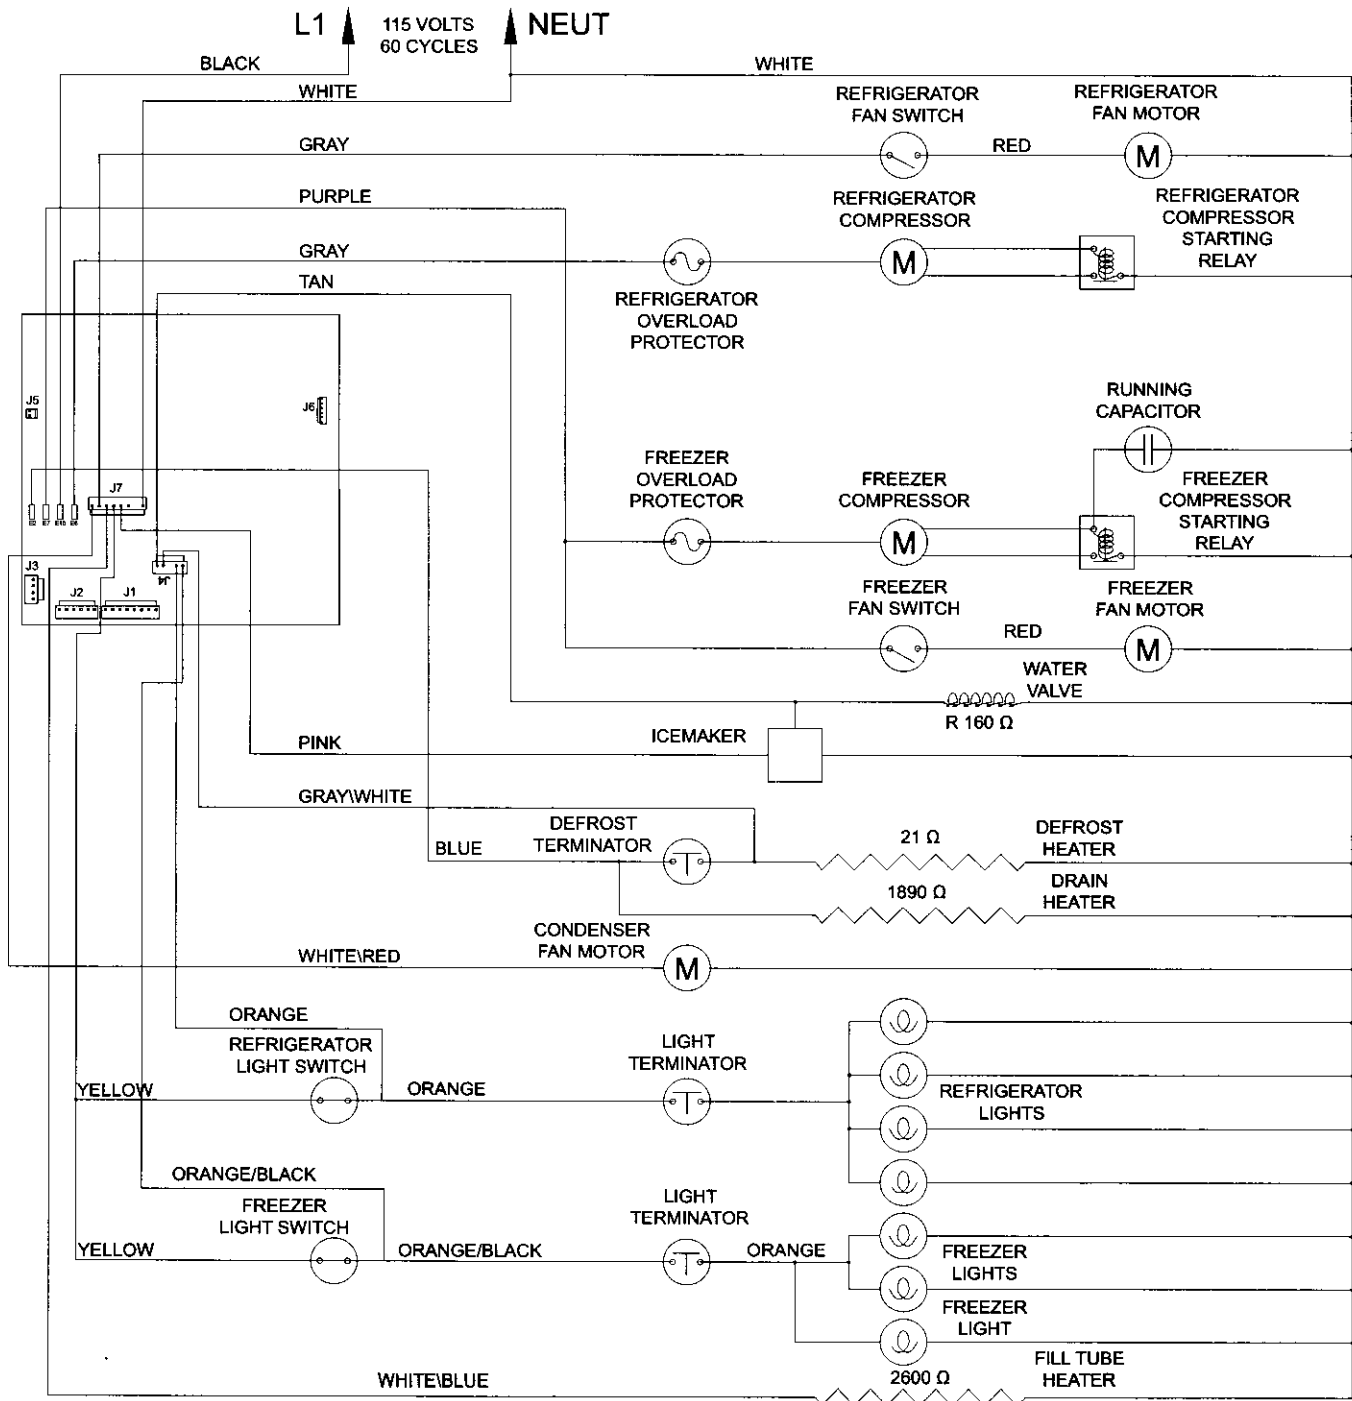 L1
115 VOLTS
60 CYCLES
NEUT
BLACK
WHITE
WHITE
REFRIGERATOR
FAN SWITCH
REFRIGERATOR
FAN MOTOR
GRAY
RED
M
PURPLE
REFRIGERATOR
COMPRESSOR
REFRIGERATOR
COMPRESSOR
STARTING
RELAY
GRAY
M
TAN
REFRIGERATOR
OVERLOAD
PROTECTOR
J5
J6
RUNNING
CAPACITOR
FREEZER
OVERLOAD
PROTECTOR
FREEZER
COMPRESSOR
FREEZER
COMPRESSOR
STARTING
RELAY
J7
M
J3
J4
J2
J1
FREEZER
FAN SWITCH
FREEZER
FAN MOTOR
RED
M
WATER
VALVE
R 160 Ω
ICEMAKER
PINK
GRAY\WHITE
DEFROST
TERMINATOR
BLUE
T
21 Ω
DEFROST
HEATER
1890 Ω
DRAIN
HEATER
CONDENSER
FAN MOTOR
WHITE\RED
M
ORANGE
REFRIGERATOR
LIGHT SWITCH
LIGHT
TERMINATOR
YELLOW
ORANGE
T
REFRIGERATOR
LIGHTS
ORANGE/BLACK
FREEZER
LIGHT SWITCH
LIGHT
TERMINATOR
YELLOW
ORANGE/BLACK
T
ORANGE
FREEZER
LIGHTS
FREEZER
LIGHT
FILL TUBE
HEATER
WHITE\BLUE
2600 Ω